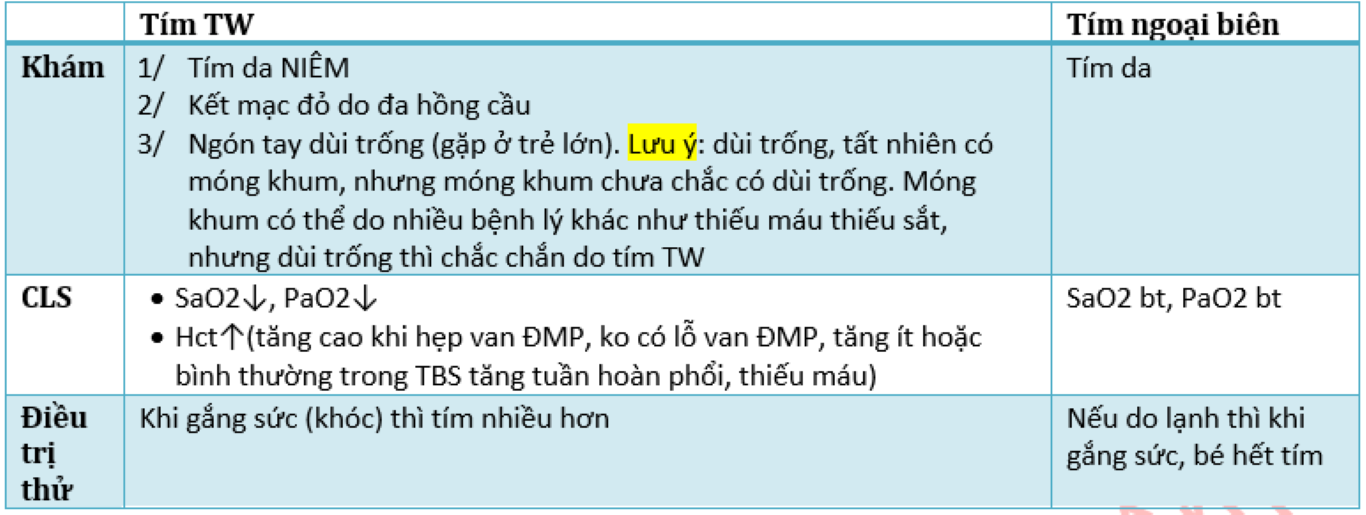 Tím TW
Tím ngoại biên
Khám
1/ Tím da NIÊM
2/ Kết mạc đỏ do đa hồng cầu
3/ Ngón tay dùi trống (gặp ở trẻ lớn). Lưu ý: dùi trống, tất nhiên có
móng khum, nhưng móng khum chưa chắc có dùi trống. Móng
khum có thể do nhiều bệnh lý khác như thiếu máu thiếu sắt,
nhưng dùi trống thì chắc chắn do tím TW
Tím da
CLS
• SaO2↓, PaO2↓
• Hct↑(tăng cao khi hẹp van ĐMP, ko có lỗ van ĐMP, tăng ít hoặc
bình thường trong TBS tăng tuần hoàn phổi, thiếu máu)
SaO2 bt, PaO2 bt
Điều
trị
thử
Khi gắng sức (khóc) thì tím nhiều hơn
Nếu do lạnh thì khi
gắng sức, bé hết tím